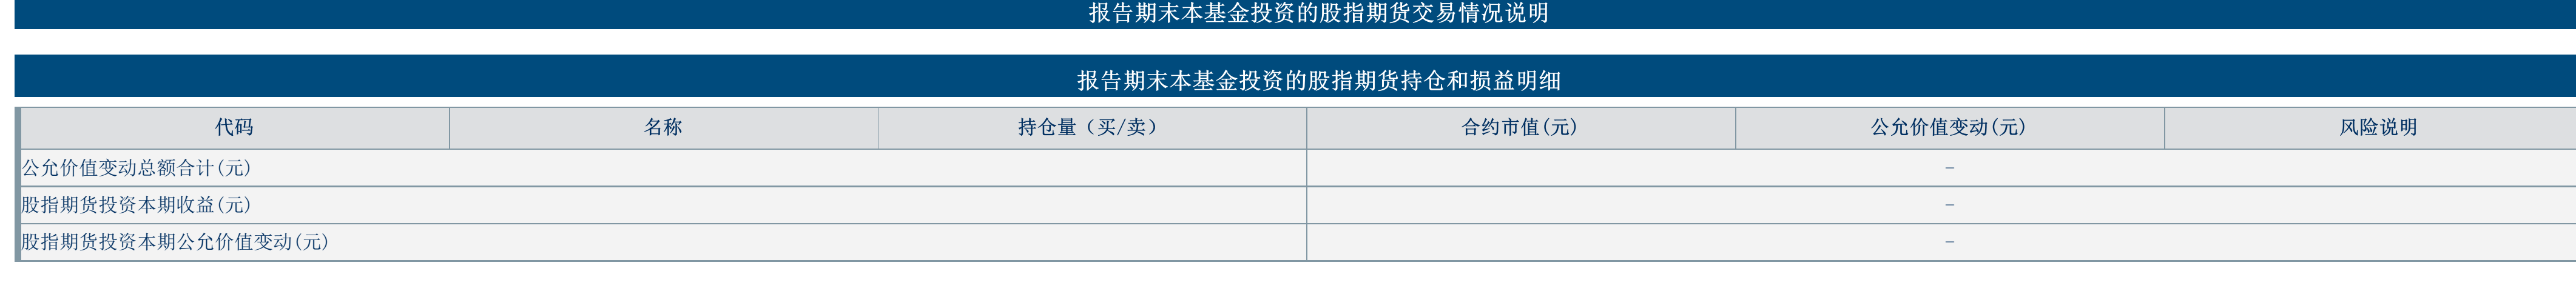 报告期末本基金投资的股指期货交易情况说明
报告期末本基金投资的股指期货持仓和损益明细
代码 名称 持仓量（买/卖） 合约市值(元) 公允价值变动(元) 风险说明
公允价值变动总额合计(元) –
股指期货投资本期收益(元) –
股指期货投资本期公允价值变动(元) –